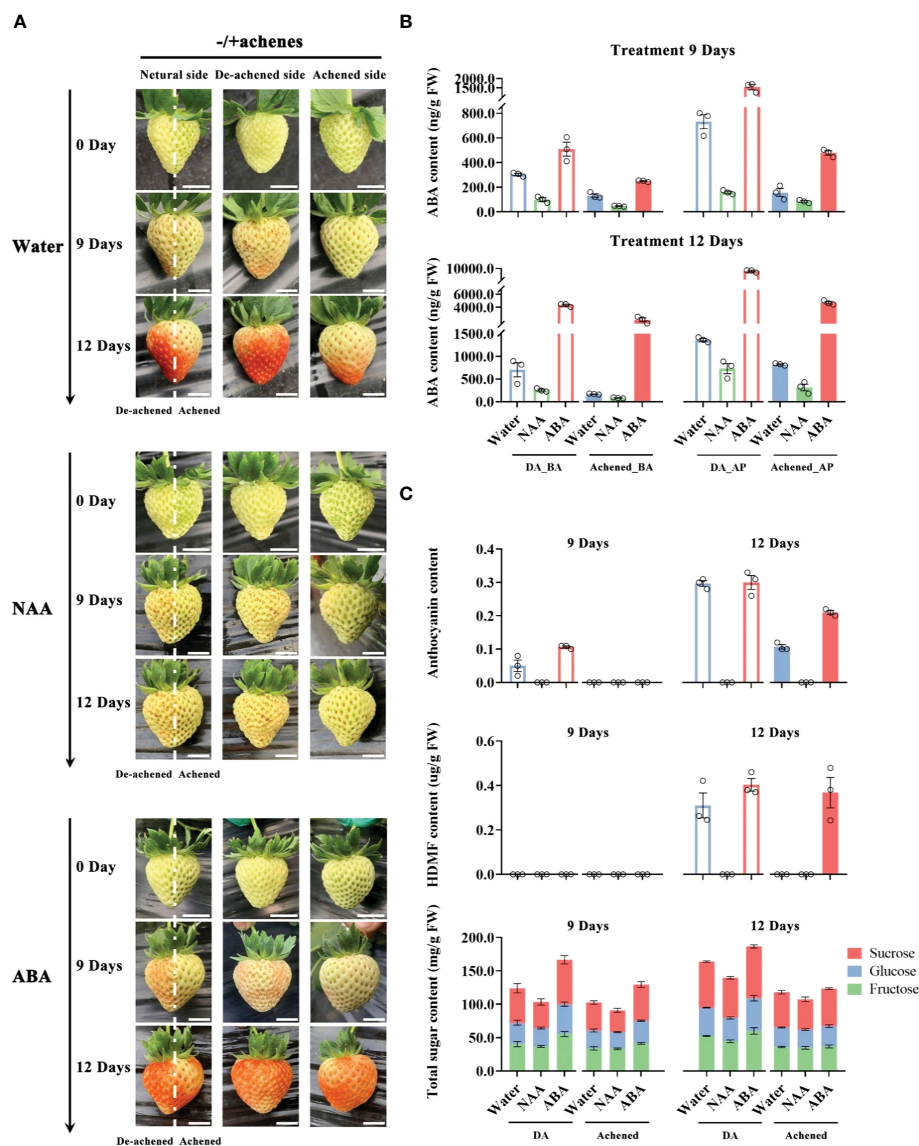 A
-/+achenes
Netural side De-achened side Achened side
Water
0 Day
9 Days
12 Days
De-achened Achened
NAA
0 Day
9 Days
12 Days
De-achened Achened
ABA
0 Day
9 Days
12 Days
De-achened Achened
B
Treatment 9 Days
ABA content (ng/g FW)
2000.0
1500.0
800.0
600.0
400.0
200.0
0.0
Treatment 12 Days
ABA content (ng/g FW)
10000.0
6000.0
4000.0
1500.0
1000.0
500.0
0.0
Water NAA ABA Water NAA ABA Water NAA ABA Water NAA ABA
DA_BA Achened_BA DA_AP Achened_AP
C
9 Days 12 Days
Anthocyanin content
0.4
0.3
0.2
0.1
0.0
9 Days 12 Days
HDMF content (ug/g FW)
0.6
0.4
0.2
0.0
9 Days 12 Days
Total sugar content (mg/g FW)
200.0
150.0
100.0
50.0
0.0
Sucrose
Glucose
Fructose
Water NAA ABA Water NAA ABA Water NAA ABA Water NAA ABA
DA Achened DA Achened